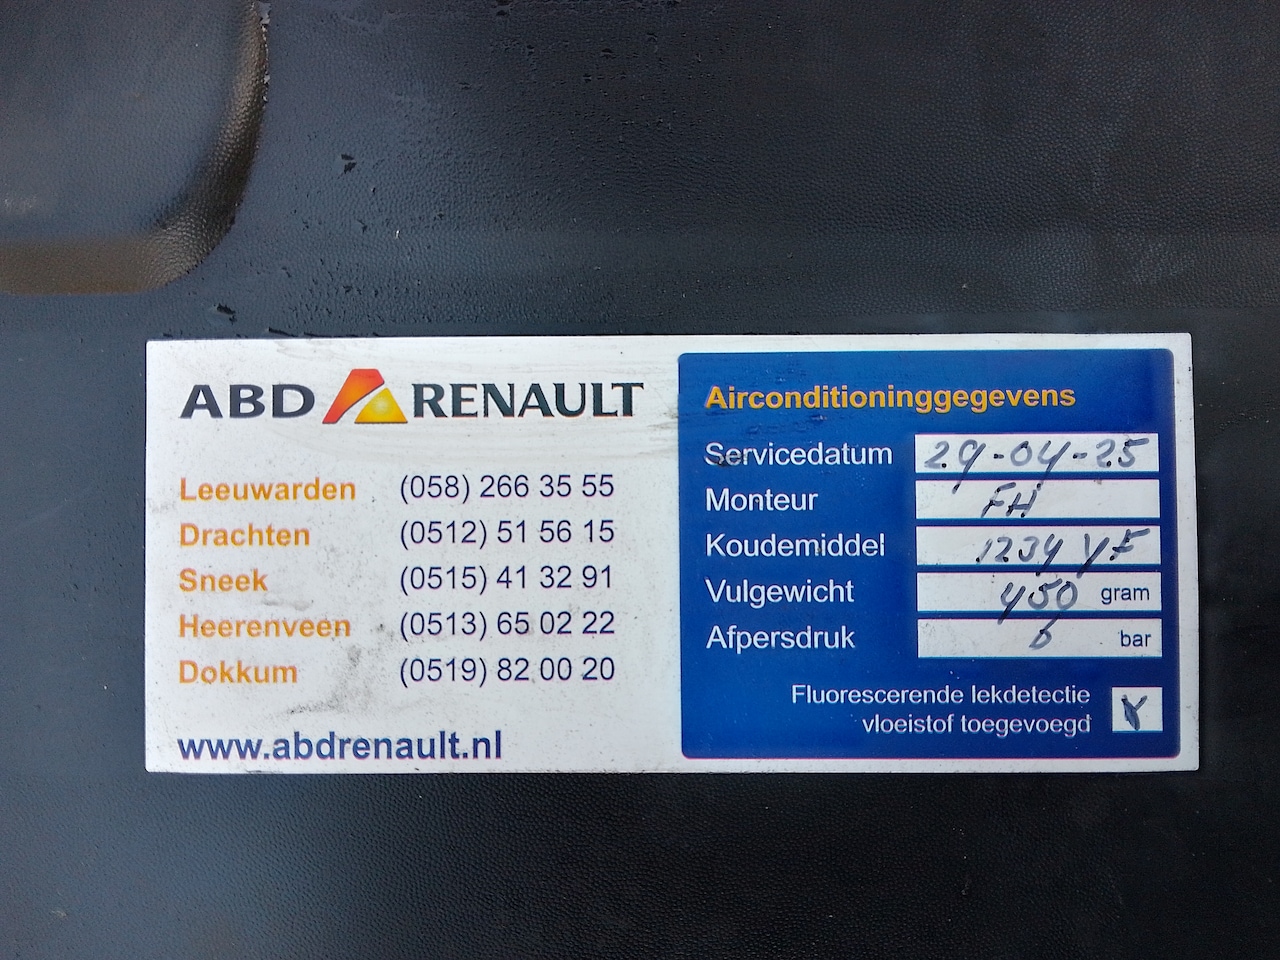 ABD RENAULT
Leeuwarden (058) 266 35 55
Drachten (0512) 51 56 15
Sneek (0515) 41 32 91
Heerenveen (0513) 65 02 22
Dokkum (0519) 82 00 20
www.abdrenault.nl
Airconditioninggegevens
Servicedatum 29-04-25
Monteur FH
Koudemiddel 1234 YF
Vulgewicht 450 gram
Afpersdruk 6 bar
Fluorescerende lekdetectie
vloeistof toegevoegd X